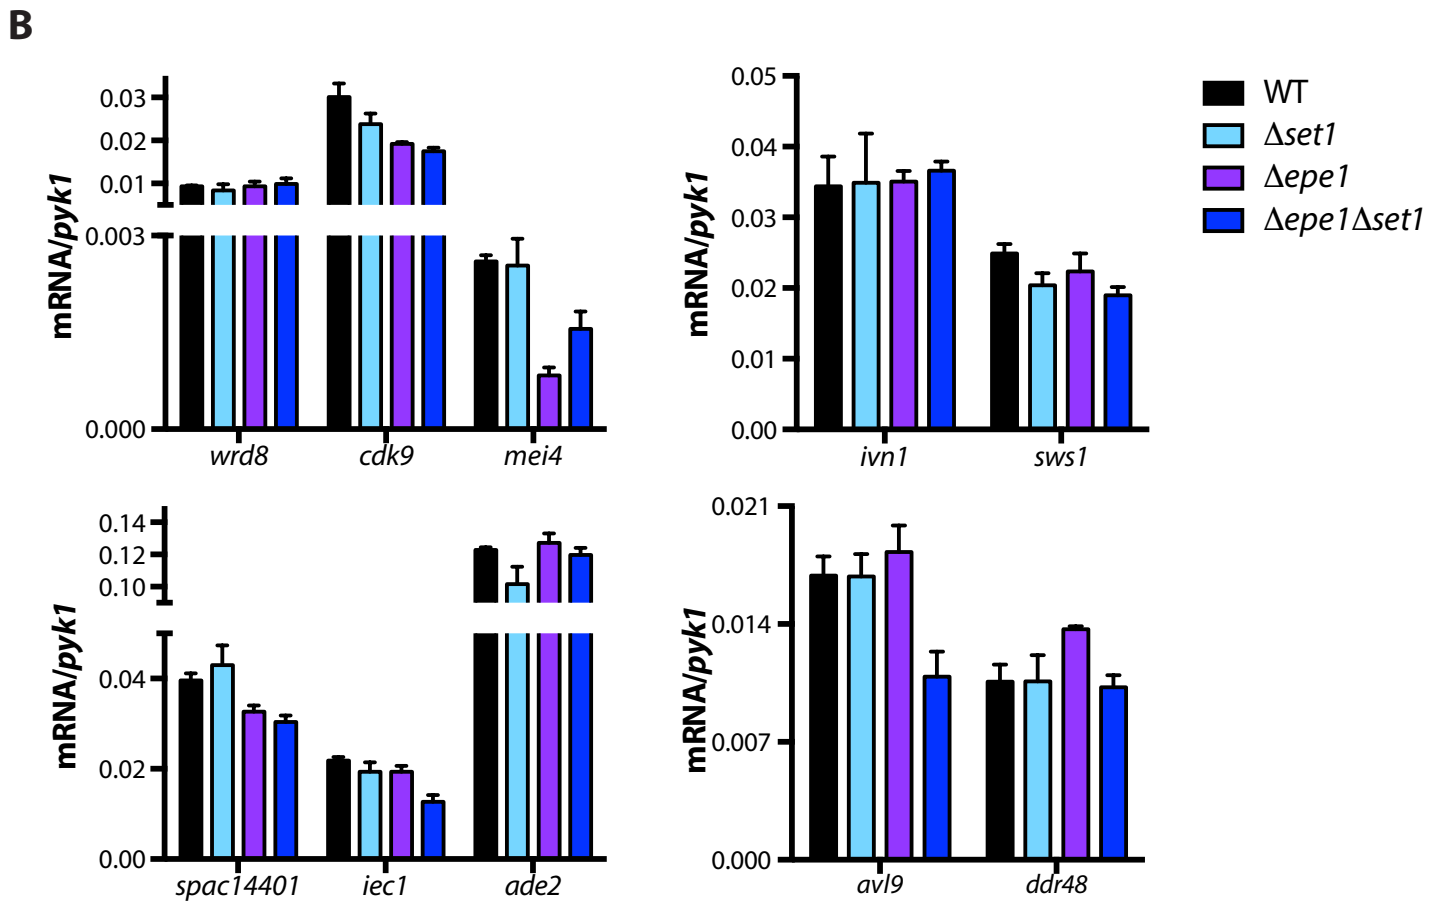 B
0.03
0.02
0.01
0.003
0.000
mRNA/pyk1
wrd8 cdk9 mei4
0.05
0.04
0.03
0.02
0.01
0.00
mRNA/pyk1
ivn1 sws1
WT
Δset1
Δepe1
Δepe1Δset1
0.14
0.12
0.10
0.04
0.02
0.00
mRNA/pyk1
spac14401 iec1 ade2
0.021
0.014
0.007
0.000
mRNA/pyk1
avl9 ddr48